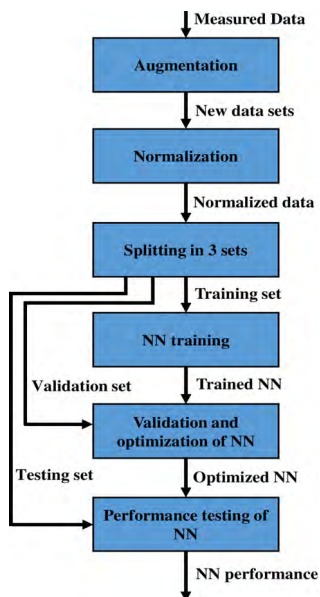 Measured Data
Augmentation
New data sets
Normalization
Normalized data
Splitting in 3 sets
Training set
NN training
Validation set
Trained NN
Validation and
optimization of NN
Testing set
Optimized NN
Performance testing of
NN
NN performance